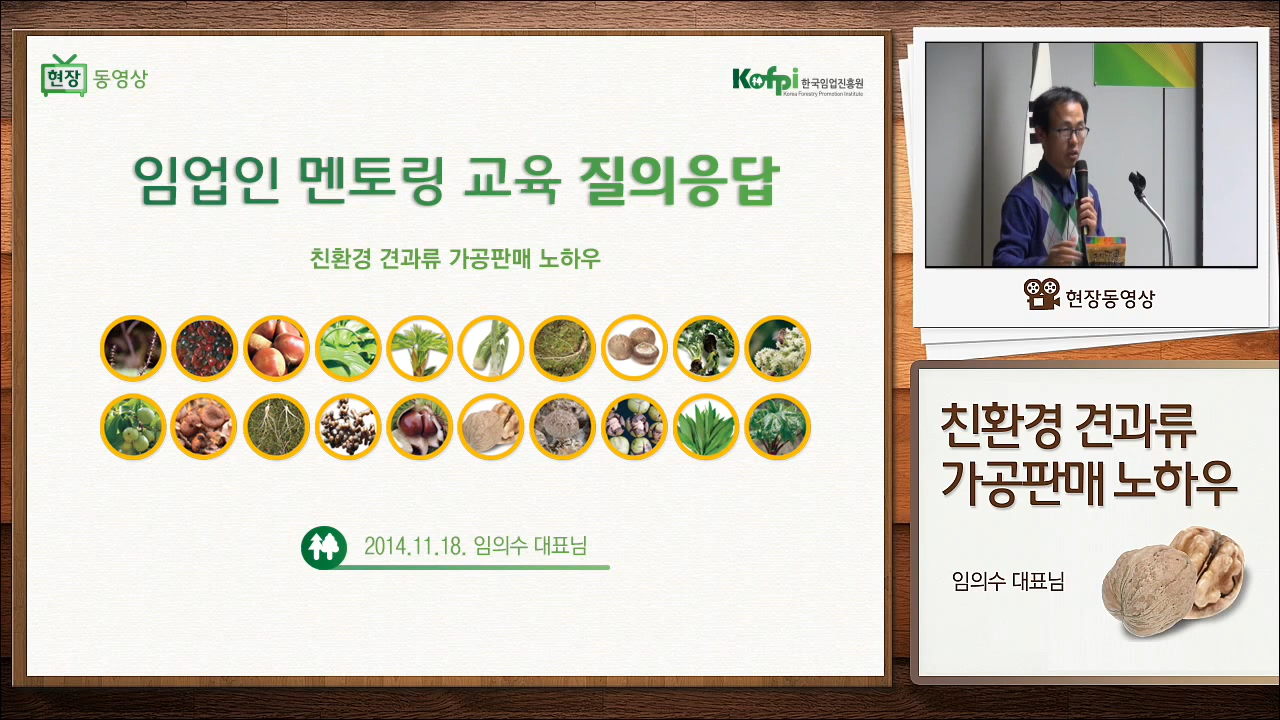 현장 동영상
Kofpi 한국임업진흥원
Korea Forestry Promotion Institute
임업인 멘토링 교육 질의응답
친환경 견과류 가공판매 노하우
2014.11.18. 임의수 대표님
현장동영상
친환경 견과류
가공판매 노하우
임의수 대표님